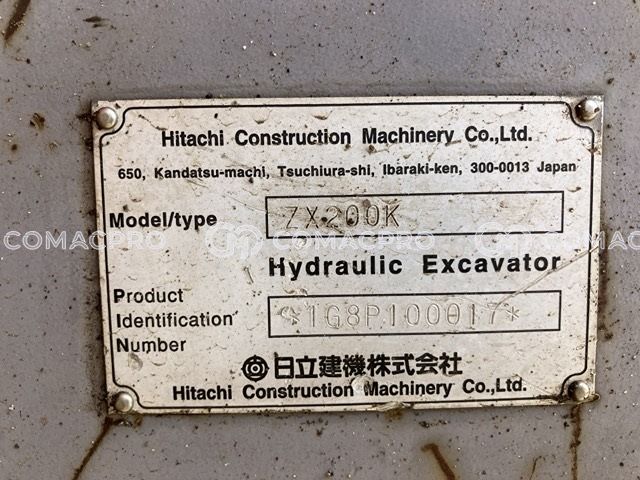 Hitachi Construction Machinery Co.,Ltd.
650, Kandatsu-machi, Tsuchiura-shi, Ibaraki-ken, 300-0013 Japan
Model/type ZX200K
COMACPRO COMACPRO COMAC
Hydraulic Excavator
Product
Identification *1G8P100017*
Number
日立建機株式会社
Hitachi Construction Machinery Co.,Ltd.